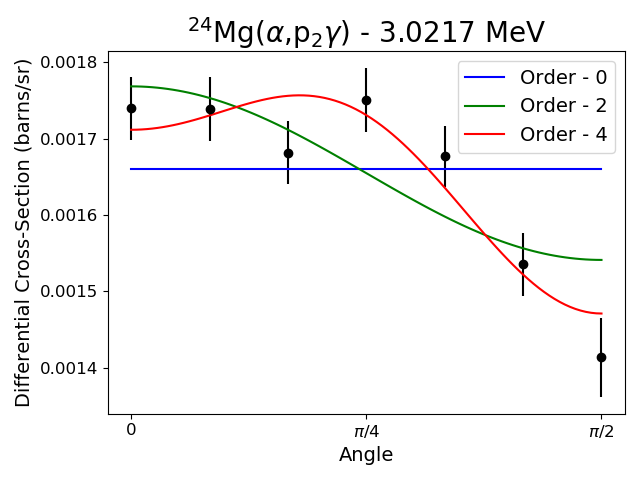 ²⁴Mg(α,p₂γ) - 3.0217 MeV
Differential Cross-Section (barns/sr)
0.0018
0.0017
0.0016
0.0015
0.0014
Order - 0
Order - 2
Order - 4
0
π/4
π/2
Angle